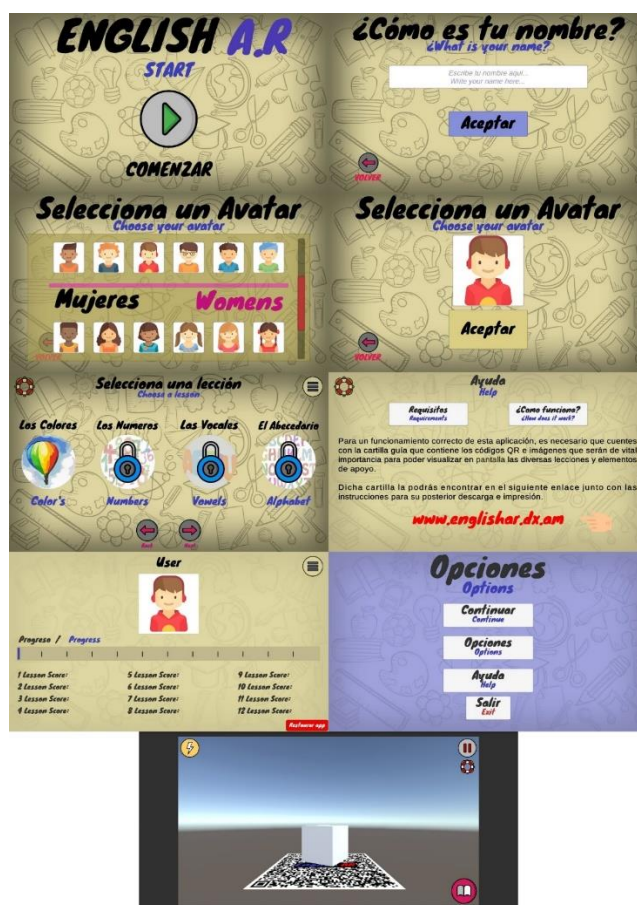 ENGLISH A.R
START
COMENZAR
¿Cómo es tu nombre?
¿What is your name?
Escribe tu nombre aquí...
Write your name here...
Aceptar
VOLVER
Selecciona un Avatar
Choose your avatar
Mujeres Womens
VOLVER
Selecciona un Avatar
Choose your avatar
Aceptar
VOLVER
Selecciona una lección
Choose a lesson
Los Colores Los Numeros Las Vocales El Abecedario
Color's Numbers Vowels Alphabet
Back Next
Ayuda
Help
Requisitos ¿Como funciona?
Requirements ¿How does it work?
Para un funcionamiento correcto de esta aplicación, es necesario que cuentes
con la cartilla guía que contiene los códigos QR e imágenes que serán de vital
importancia para poder visualizar en pantalla las diversas lecciones y elementos
de apoyo.
Dicha cartilla la podrás encontrar en el siguiente enlace junto con las
instrucciones para su posterior descarga e impresión.
www.englishar.dx.am
User
Progreso / Progress
1 Lesson Score: 5 Lesson Score: 9 Lesson Score:
2 Lesson Score: 6 Lesson Score: 10 Lesson Score:
3 Lesson Score: 7 Lesson Score: 11 Lesson Score:
4 Lesson Score: 8 Lesson Score: 12 Lesson Score:
Restaurar app
Opciones
Options
Continuar
Continue
Opciones
Options
Ayuda
Help
Salir
Exit